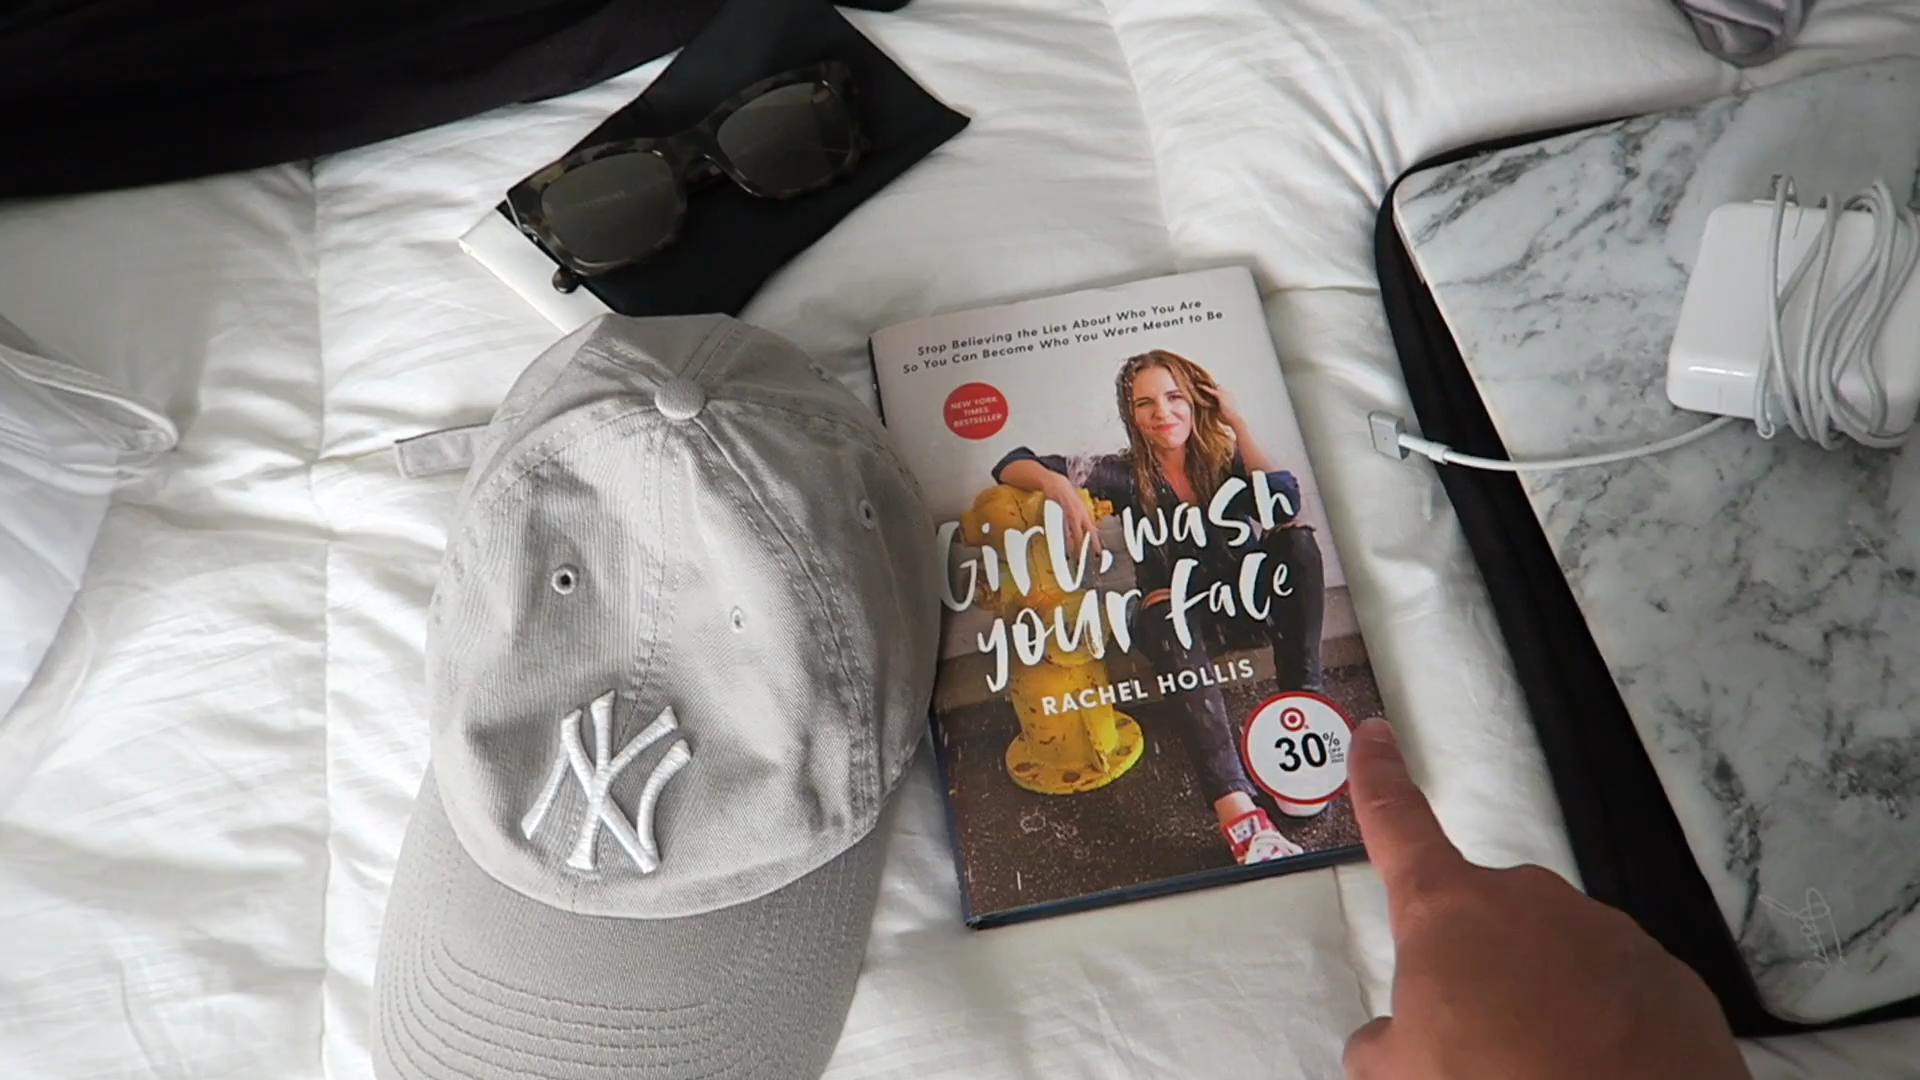 Stop Believing the Lies About Who You Are
So You Can Become Who You Were Meant to Be
NEW YORK
TIMES
BESTSELLER
Girl, wash
your face
RACHEL HOLLIS
30%
NY